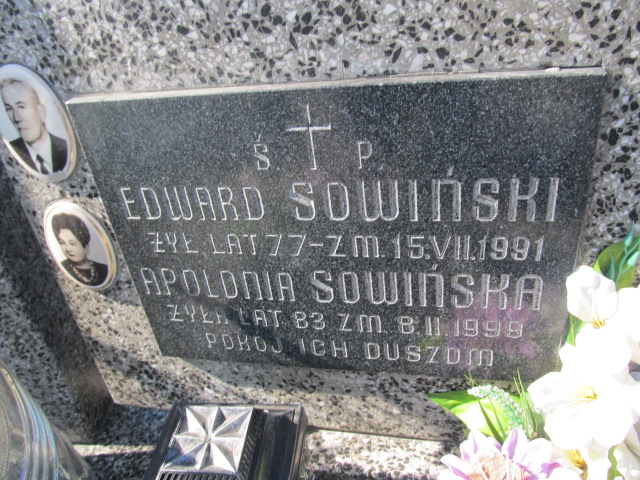 Ś. P.
EDWARD SOWIŃSKI
ŻYŁ LAT 77-ZM. 15.VII.1991
APOLONIA SOWIŃSKA
ŻYŁA LAT 83 ZM. 8.II.1999
POKÓJ ICH DUSZOM